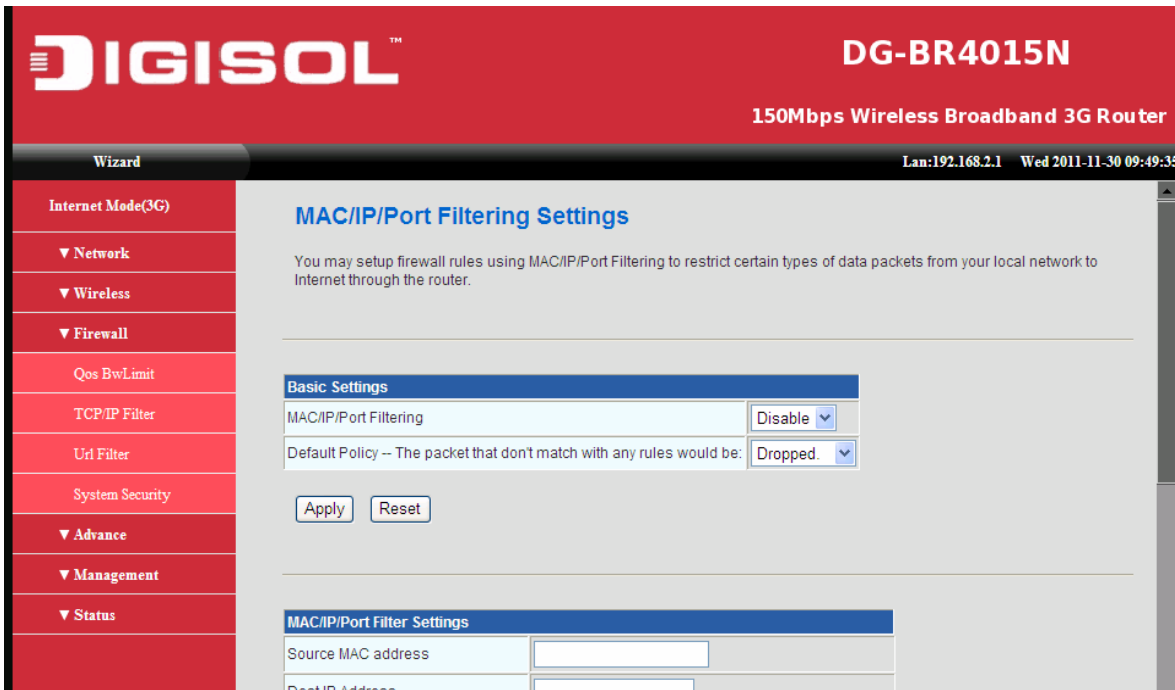 DIGISOL™
DG-BR4015N
150Mbps Wireless Broadband 3G Router
Wizard
Lan:192.168.2.1 Wed 2011-11-30 09:49:35
Internet Mode(3G)
▼ Network
▼ Wireless
▼ Firewall
Qos BwLimit
TCP/IP Filter
Url Filter
System Security
▼ Advance
▼ Management
▼ Status
MAC/IP/Port Filtering Settings
You may setup firewall rules using MAC/IP/Port Filtering to restrict certain types of data packets from your local network to
Internet through the router.
Basic Settings
MAC/IP/Port Filtering Disable
Default Policy -- The packet that don't match with any rules would be: Dropped.
Apply Reset
MAC/IP/Port Filter Settings
Source MAC address
Dest IP Address